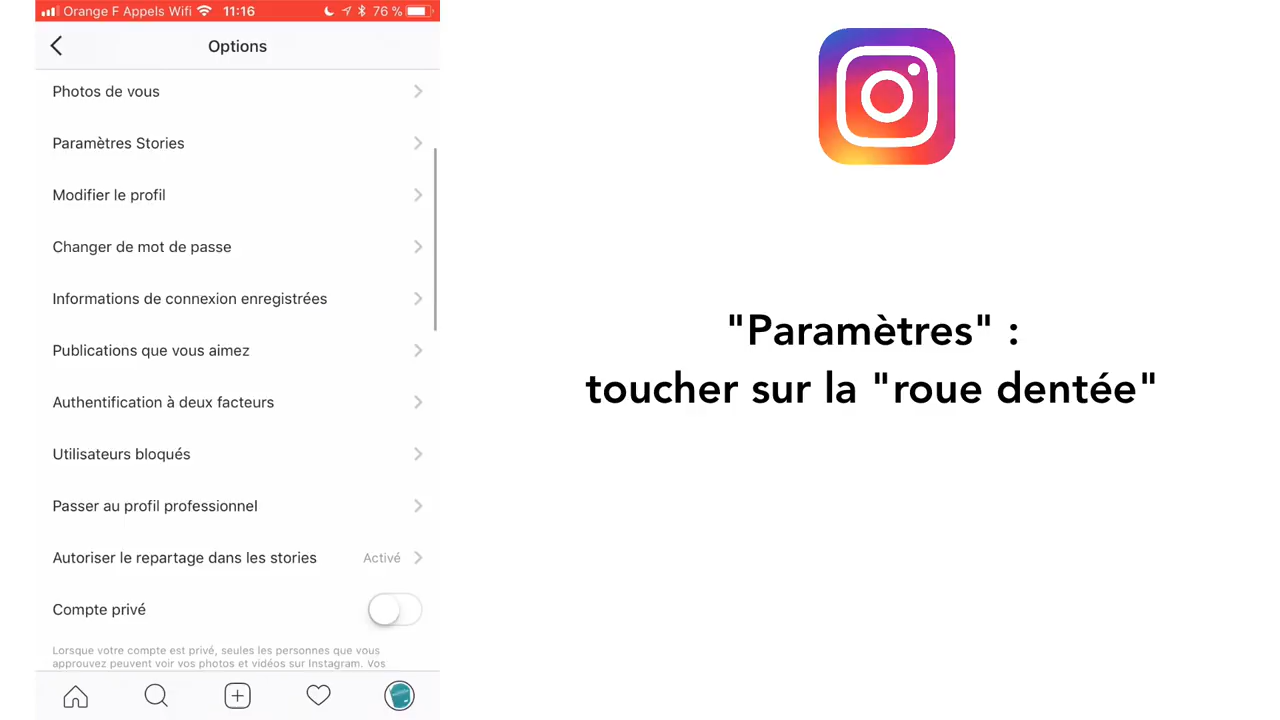 Orange F Appels Wifi 11:16 76 %
Options
Photos de vous
Paramètres Stories
Modifier le profil
Changer de mot de passe
Informations de connexion enregistrées
Publications que vous aimez
Authentification à deux facteurs
Utilisateurs bloqués
Passer au profil professionnel
Autoriser le repartage dans les stories Activé
Compte privé
Lorsque votre compte est privé, seules les personnes que vous
approuvez peuvent voir vos photos et vidéos sur Instagram. Vos
"Paramètres" :
toucher sur la "roue dentée"